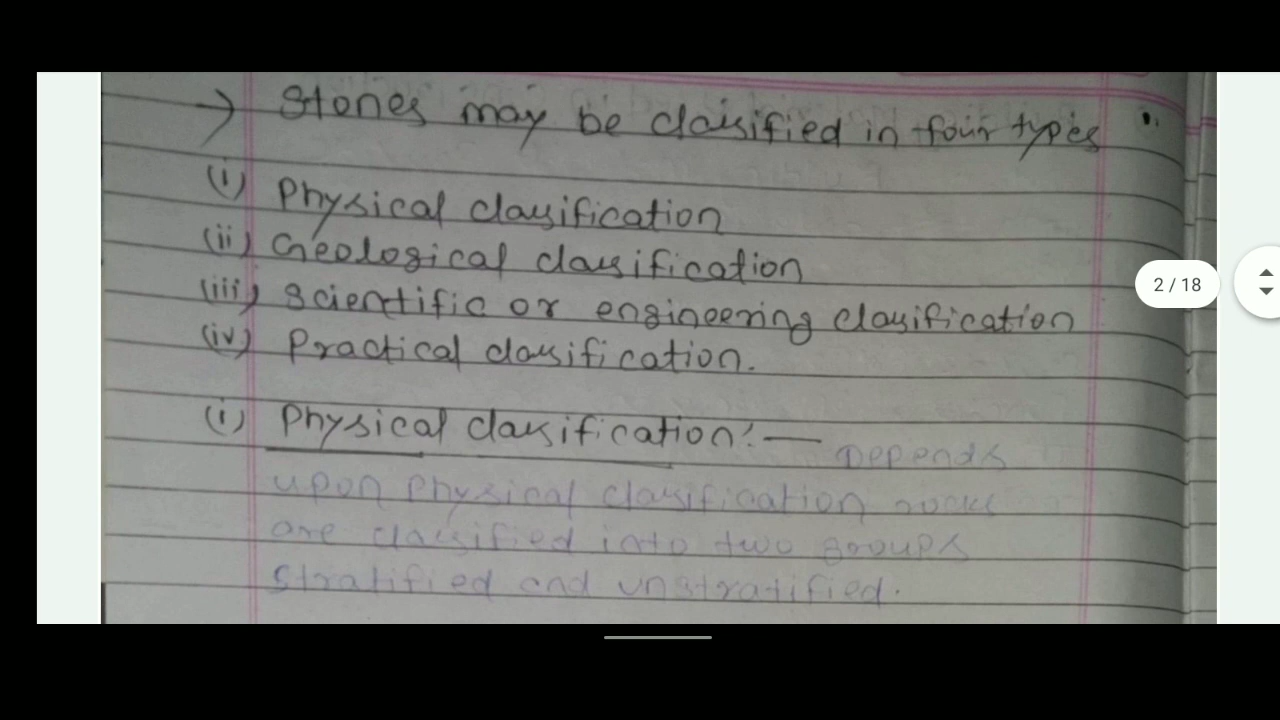 → Stones may be classified in four types
(i) Physical classification
(ii) Geological classification
(iii) Scientific or engineering classification
(iv) Practical classification.
(i) Physical classification:— Depends
upon physical classification rocks
are classified into two groups
stratified and unstratified.
2 / 18